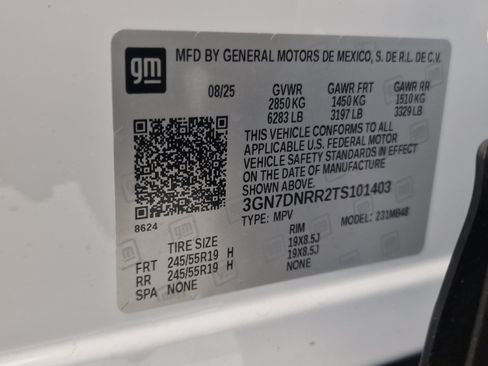 gm
MFD BY GENERAL MOTORS DE MEXICO, S. DE R.L. DE C.V.
08/25 GVWR GAWR FRT GAWR RR
2850 KG 1450 KG 1510 KG
6283 LB 3197 LB 3329 LB
THIS VEHICLE CONFORMS TO ALL
APPLICABLE U.S. FEDERAL MOTOR
VEHICLE SAFETY STANDARDS IN
EFFECT ON THE DATE OF
MANUFACTURE SHOWN ABOVE.
3GN7DNRR2TS101403
8624 TYPE: MPV MODEL: 231MB48
TIRE SIZE RIM
FRT 245/55R19 H 19X8.5J
RR 245/55R19 H 19X8.5J
SPA NONE NONE